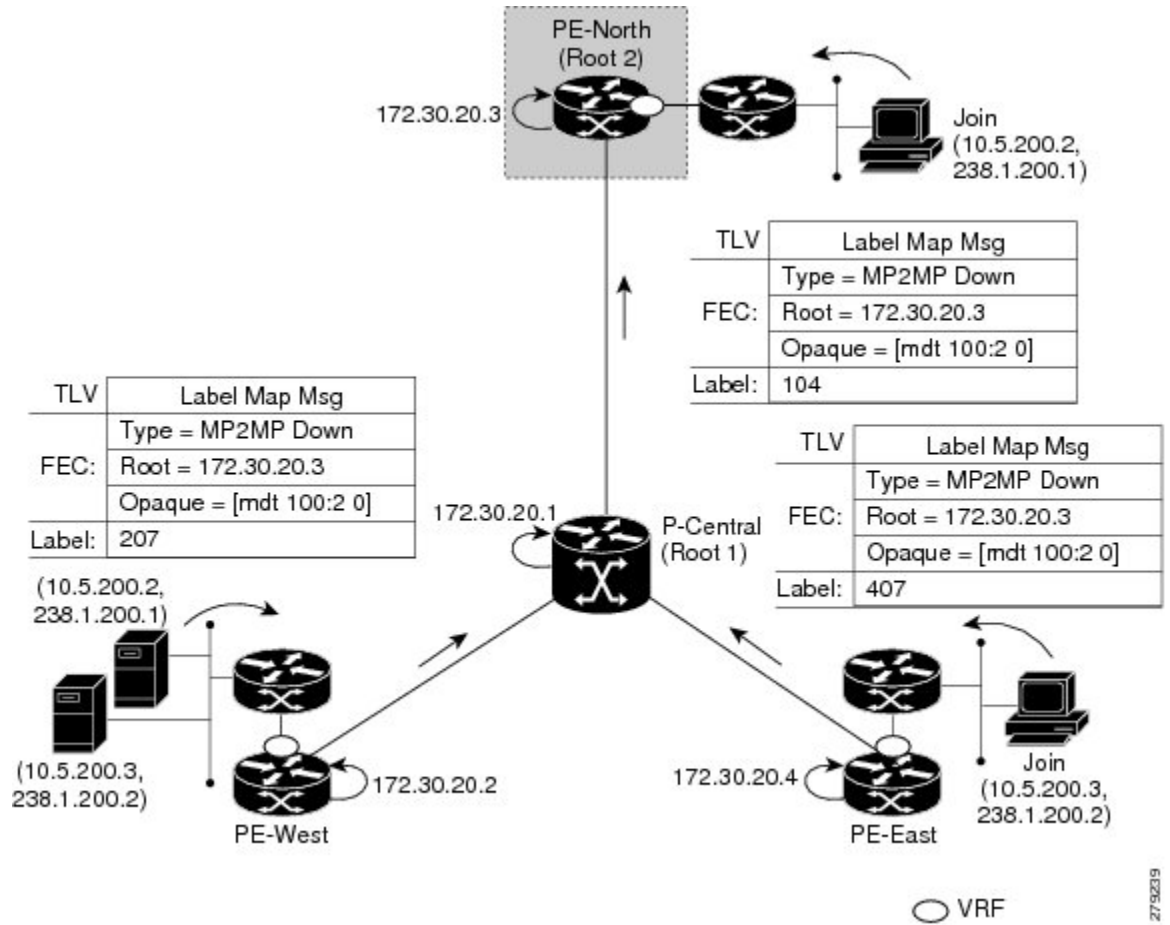 PE-North
(Root 2)
172.30.20.3
Join
(10.5.200.2,
238.1.200.1)
TLV
Label Map Msg
Type = MP2MP Down
FEC:
Root = 172.30.20.3
Opaque = [mdt 100:2 0]
Label:
104
TLV
Label Map Msg
Type = MP2MP Down
FEC:
Root = 172.30.20.3
Opaque = [mdt 100:2 0]
Label:
207
TLV
Label Map Msg
Type = MP2MP Down
FEC:
Root = 172.30.20.3
Opaque = [mdt 100:2 0]
Label:
407
172.30.20.1
P-Central
(Root 1)
(10.5.200.2,
238.1.200.1)
(10.5.200.3,
238.1.200.2)
172.30.20.2
PE-West
172.30.20.4
PE-East
Join
(10.5.200.3,
238.1.200.2)
VRF
279239